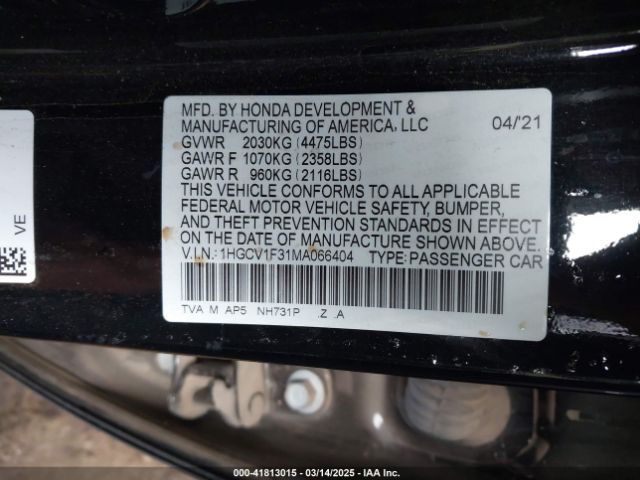 MFD. BY HONDA DEVELOPMENT &
MANUFACTURING OF AMERICA, LLC 04/'21
GVWR 2030KG (4475LBS)
GAWR F 1070KG (2358LBS)
GAWR R 960KG (2116LBS)
THIS VEHICLE CONFORMS TO ALL APPLICABLE
FEDERAL MOTOR VEHICLE SAFETY, BUMPER,
AND THEFT PREVENTION STANDARDS IN EFFECT
ON THE DATE OF MANUFACTURE SHOWN ABOVE.
V.I.N.: 1HGCV1F31MA066404 TYPE: PASSENGER CAR
TVA M AP5 NH731P .Z .A
VE
000-41813015 — 03/14/2025 — IAA Inc.